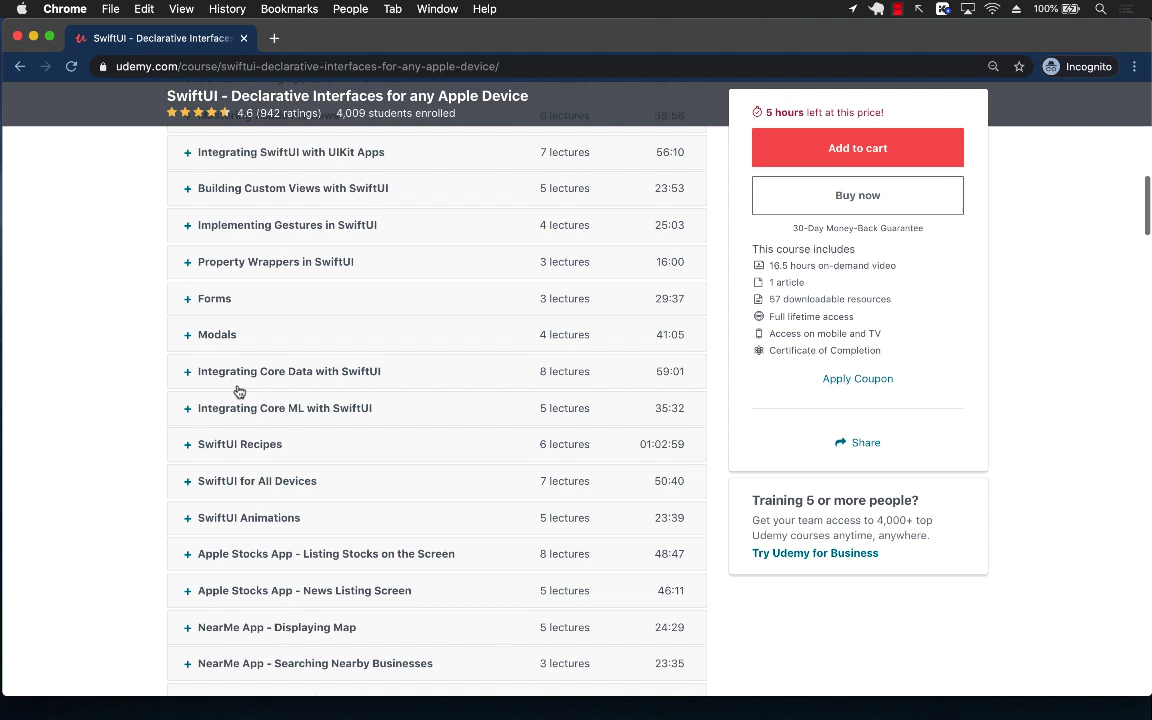 Chrome File Edit View History Bookmarks People Tab Window Help 100%
SwiftUI - Declarative Interfaces
udemy.com/course/swiftui-declarative-interfaces-for-any-apple-device/
Incognito
SwiftUI - Declarative Interfaces for any Apple Device
4.6 (942 ratings) 4,009 students enrolled
6 lectures 38:58
+ Integrating SwiftUI with UIKit Apps 7 lectures 56:10
+ Building Custom Views with SwiftUI 5 lectures 23:53
+ Implementing Gestures in SwiftUI 4 lectures 25:03
+ Property Wrappers in SwiftUI 3 lectures 16:00
+ Forms 3 lectures 29:37
+ Modals 4 lectures 41:05
+ Integrating Core Data with SwiftUI 8 lectures 59:01
+ Integrating Core ML with SwiftUI 5 lectures 35:32
+ SwiftUI Recipes 6 lectures 01:02:59
+ SwiftUI for All Devices 7 lectures 50:40
+ SwiftUI Animations 5 lectures 23:39
+ Apple Stocks App - Listing Stocks on the Screen 8 lectures 48:47
+ Apple Stocks App - News Listing Screen 5 lectures 46:11
+ NearMe App - Displaying Map 5 lectures 24:29
+ NearMe App - Searching Nearby Businesses 3 lectures 23:35
5 hours left at this price!
Add to cart
Buy now
30-Day Money-Back Guarantee
This course includes
16.5 hours on-demand video
1 article
57 downloadable resources
Full lifetime access
Access on mobile and TV
Certificate of Completion
Apply Coupon
Share
Training 5 or more people?
Get your team access to 4,000+ top
Udemy courses anytime, anywhere.
Try Udemy for Business